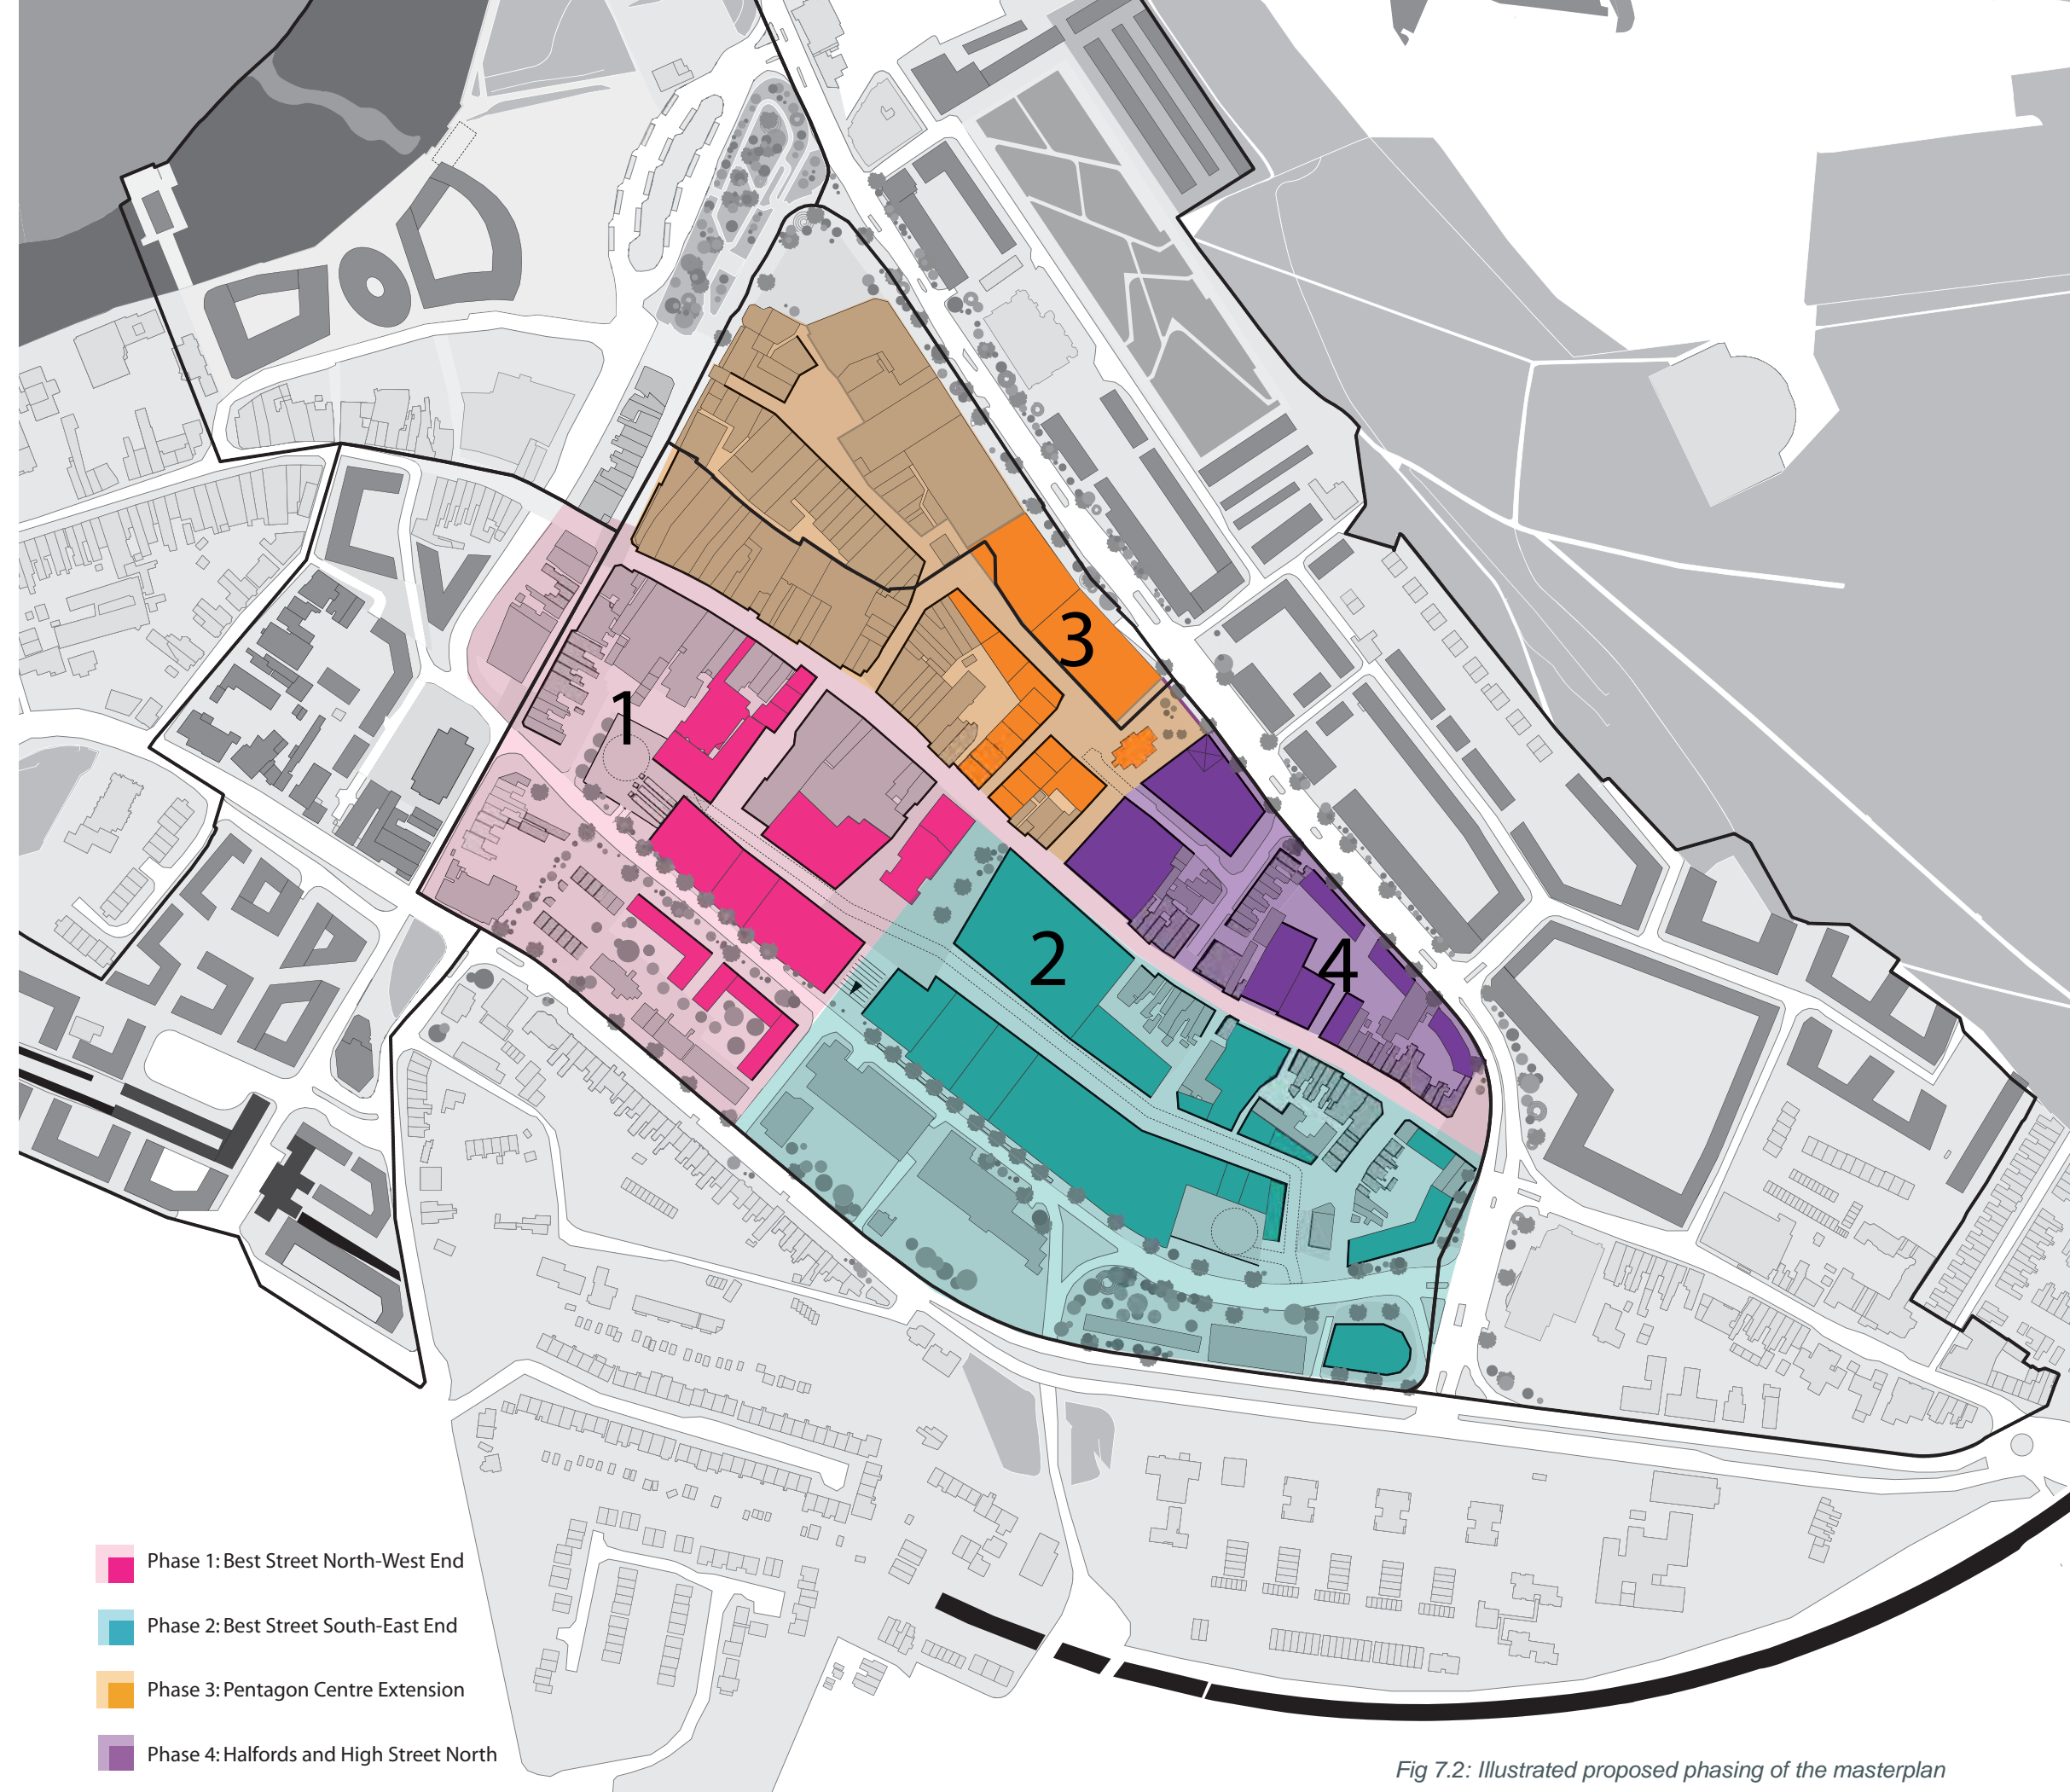 3
1
2
4
Phase 1: Best Street North-West End
Phase 2: Best Street South-East End
Phase 3: Pentagon Centre Extension
Phase 4: Halfords and High Street North
Fig 7.2: Illustrated proposed phasing of the masterplan